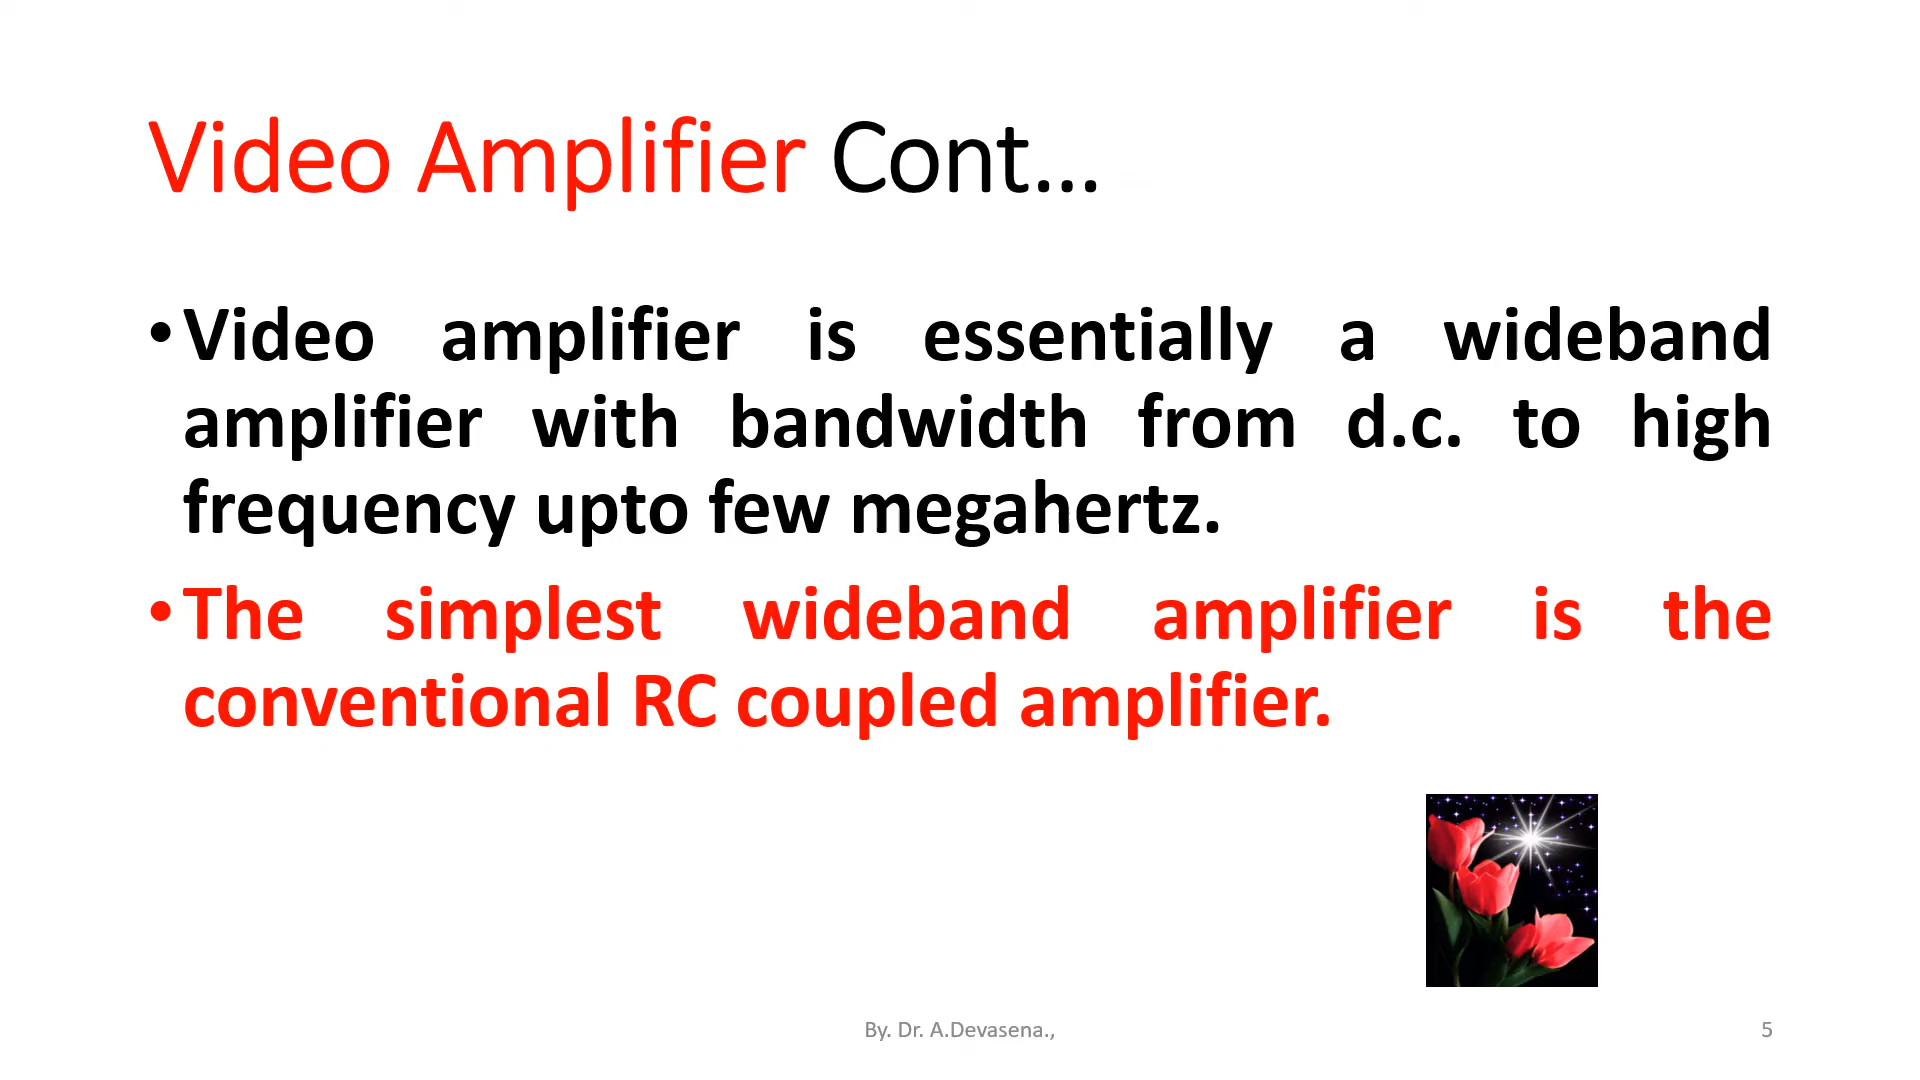 Video Amplifier Cont...
•Video amplifier is essentially a wideband
amplifier with bandwidth from d.c. to high
frequency upto few megahertz.
•The simplest wideband amplifier is the
conventional RC coupled amplifier.
By. Dr. A.Devasena.,
5